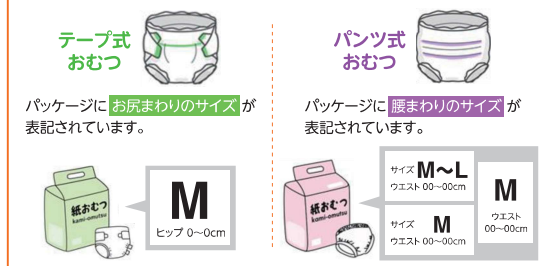 テープ式
おむつ
パッケージに お尻まわりのサイズ が
表記されています。
紙おむつ
kami-omutsu
M
ヒップ 0〜0cm
パンツ式
おむつ
パッケージに 腰まわりのサイズ が
表記されています。
紙おむつ
kami-omutsu
サイズ M〜L
ウエスト 00〜00cm
サイズ M
ウエスト 00〜00cm
M
ウエスト
00〜00cm